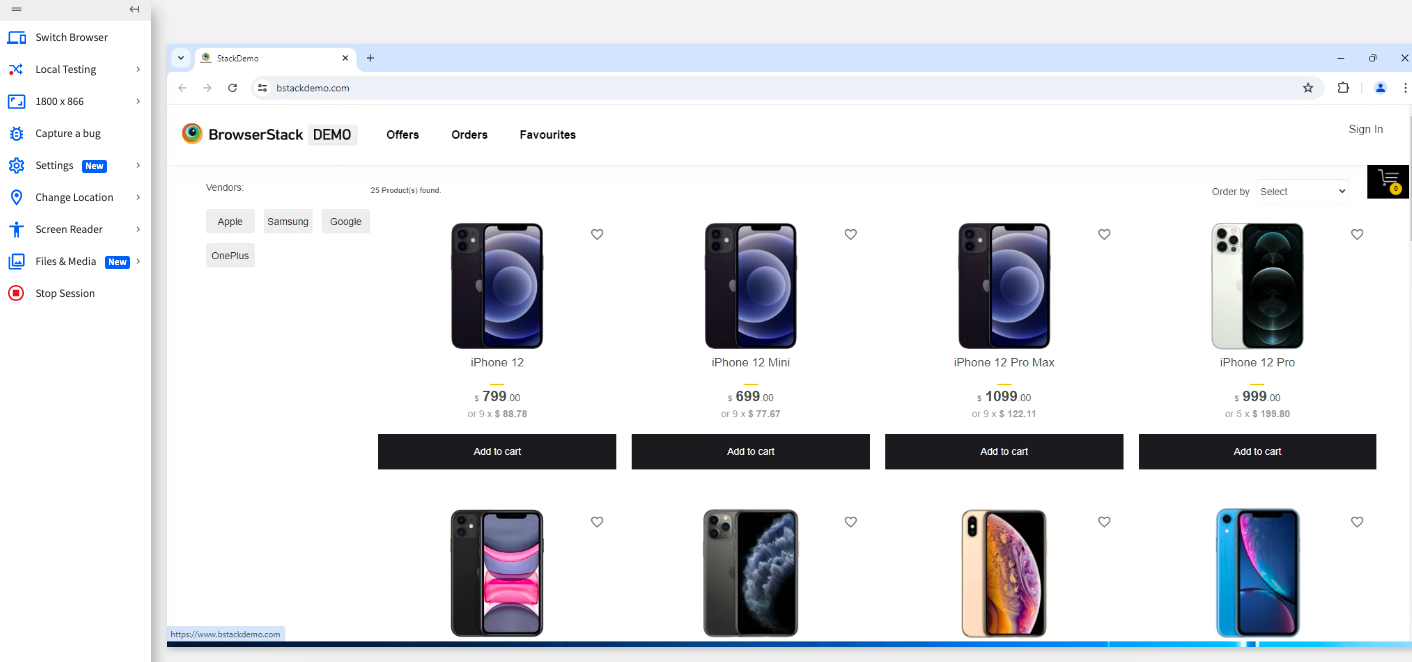 Switch Browser
Local Testing
1800 x 866
Capture a bug
Settings New
Change Location
Screen Reader
Files & Media New
Stop Session
StackDemo
bstackdemo.com
BrowserStack DEMO Offers Orders Favourites
Sign In
Vendors:
25 Product(s) found.
Order by Select
0
Apple Samsung Google
OnePlus
iPhone 12 iPhone 12 Mini iPhone 12 Pro Max iPhone 12 Pro
$ 799.00 $ 699.00 $ 1099.00 $ 999.00
or 9 x $ 88.78 or 9 x $ 77.67 or 9 x $ 122.11 or 5 x $ 199.80
Add to cart Add to cart Add to cart Add to cart
https://www.bstackdemo.com